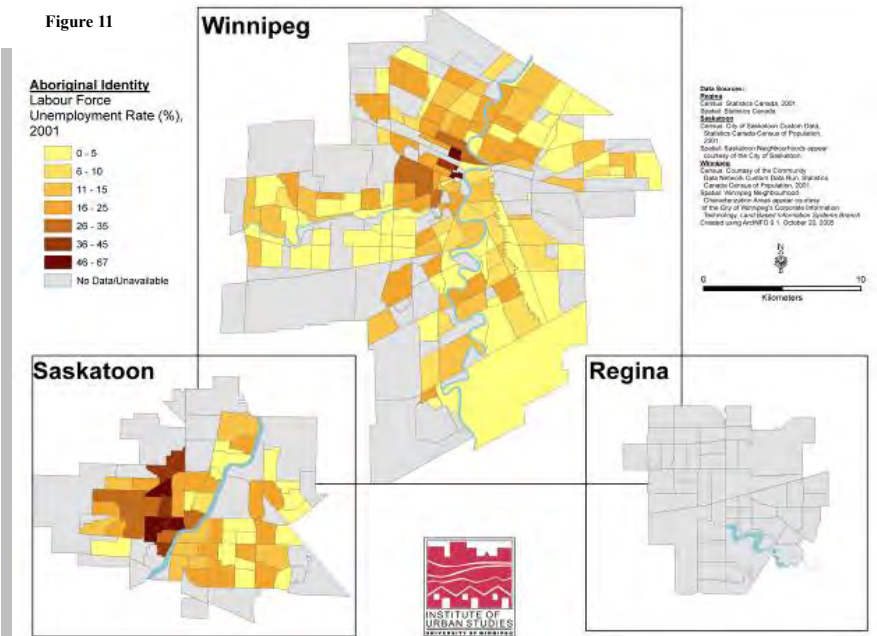 Figure 11
Winnipeg
Aboriginal Identity
Labour Force
Unemployment Rate (%),
2001
0 - 5
6 - 10
11 - 15
16 - 25
26 - 35
36 - 45
46 - 67
No Data/Unavailable
Data Sources:
Regina
Census: Statistics Canada, 2001.
Spatial: Statistics Canada.
Saskatoon
Census: City of Saskatoon Custom Data,
Statistics Canada Census of Population,
2001.
Spatial: Saskatoon Neighbourhoods appear
courtesy of the City of Saskatoon.
Winnipeg
Census: Courtesy of the Community
Data Network Custom Data Run, Statistics
Canada Census of Population, 2001.
Spatial: Winnipeg Neighbourhood
Characterization Areas appear courtesy
of the City of Winnipeg's Corporate Information
Technology, Land Based Information Systems Branch
Created using ArcINFO 9.1, October 20, 2005
N
S
0 10
Kilometers
Saskatoon
Regina
INSTITUTE OF
URBAN STUDIES
UNIVERSITY OF WINNIPEG